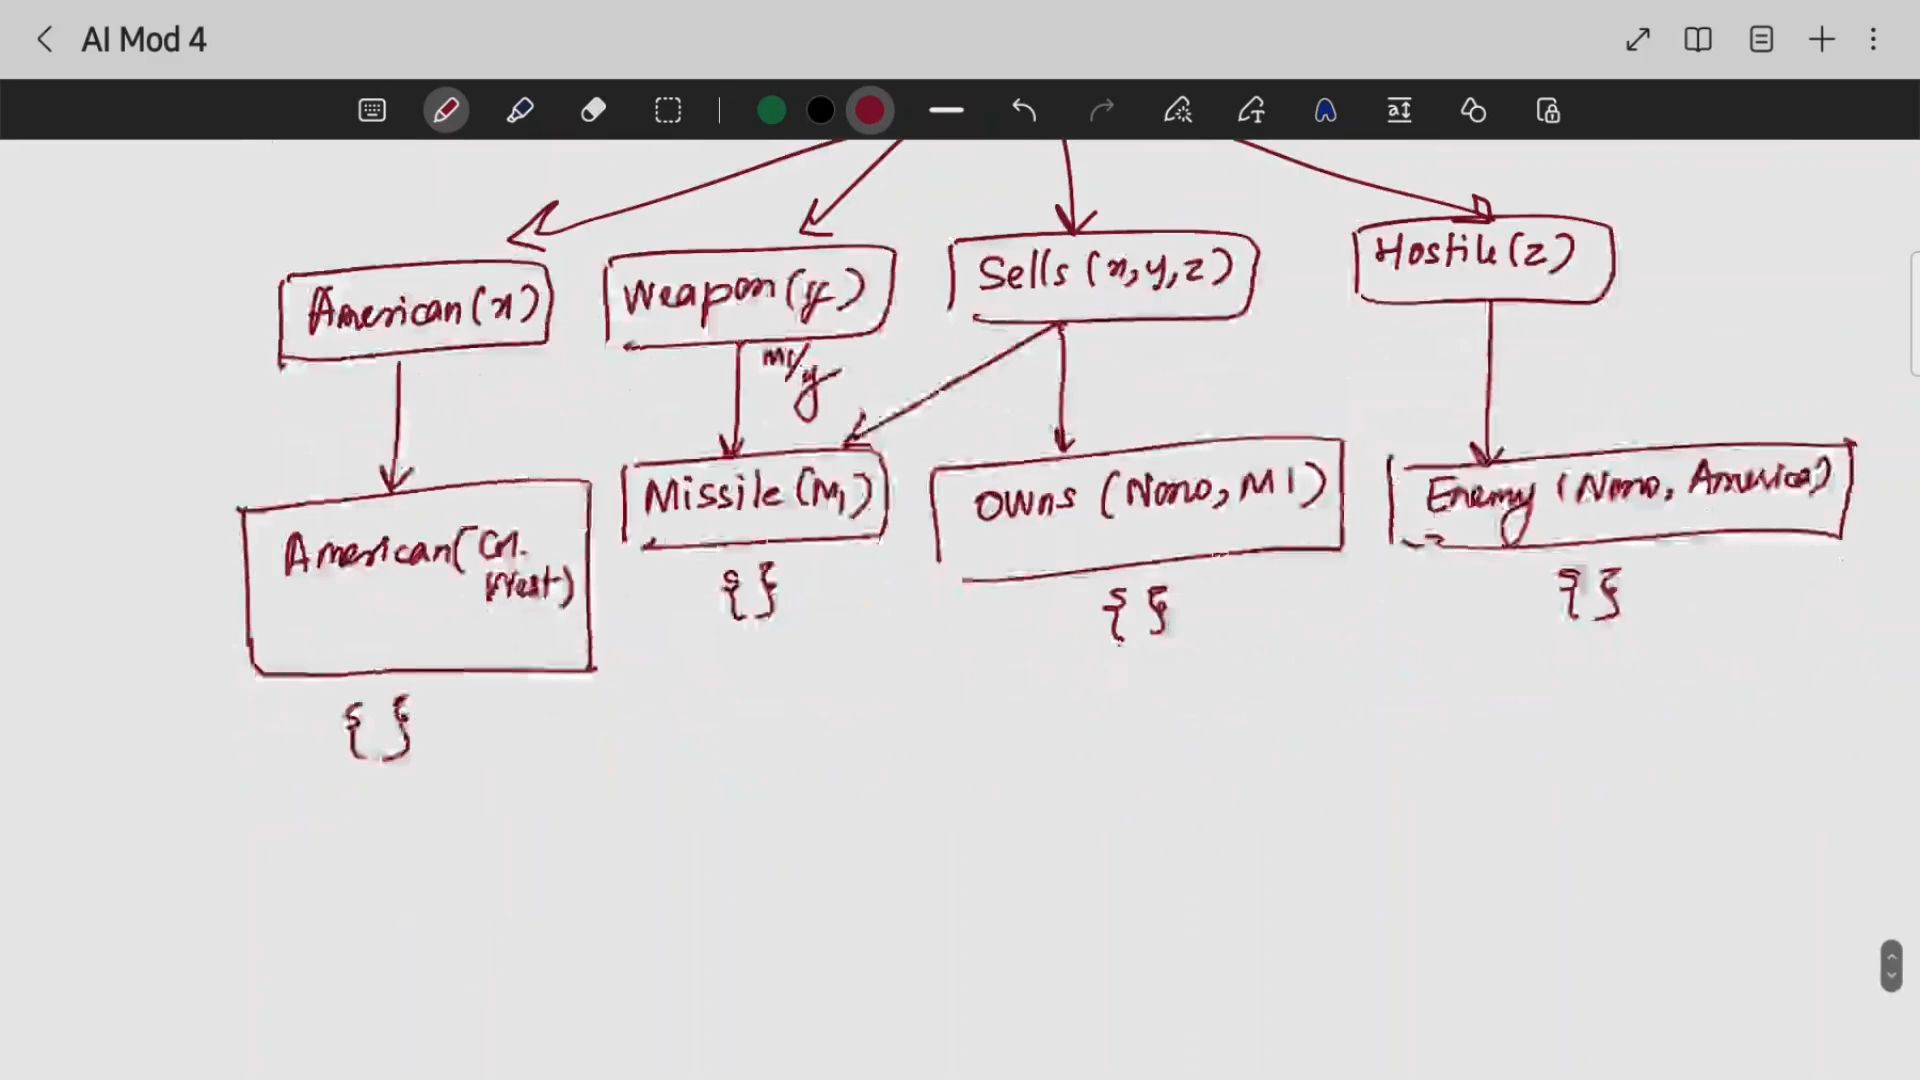 AI Mod 4
American(x)
Weapon(y)
Sells (x,y,z)
Hostile(z)
M1/y
American(Col.
West)
Missile(M1)
Owns (Nono, M1)
Enemy (Nono, America)
{ }
{ }
{ }
{ }